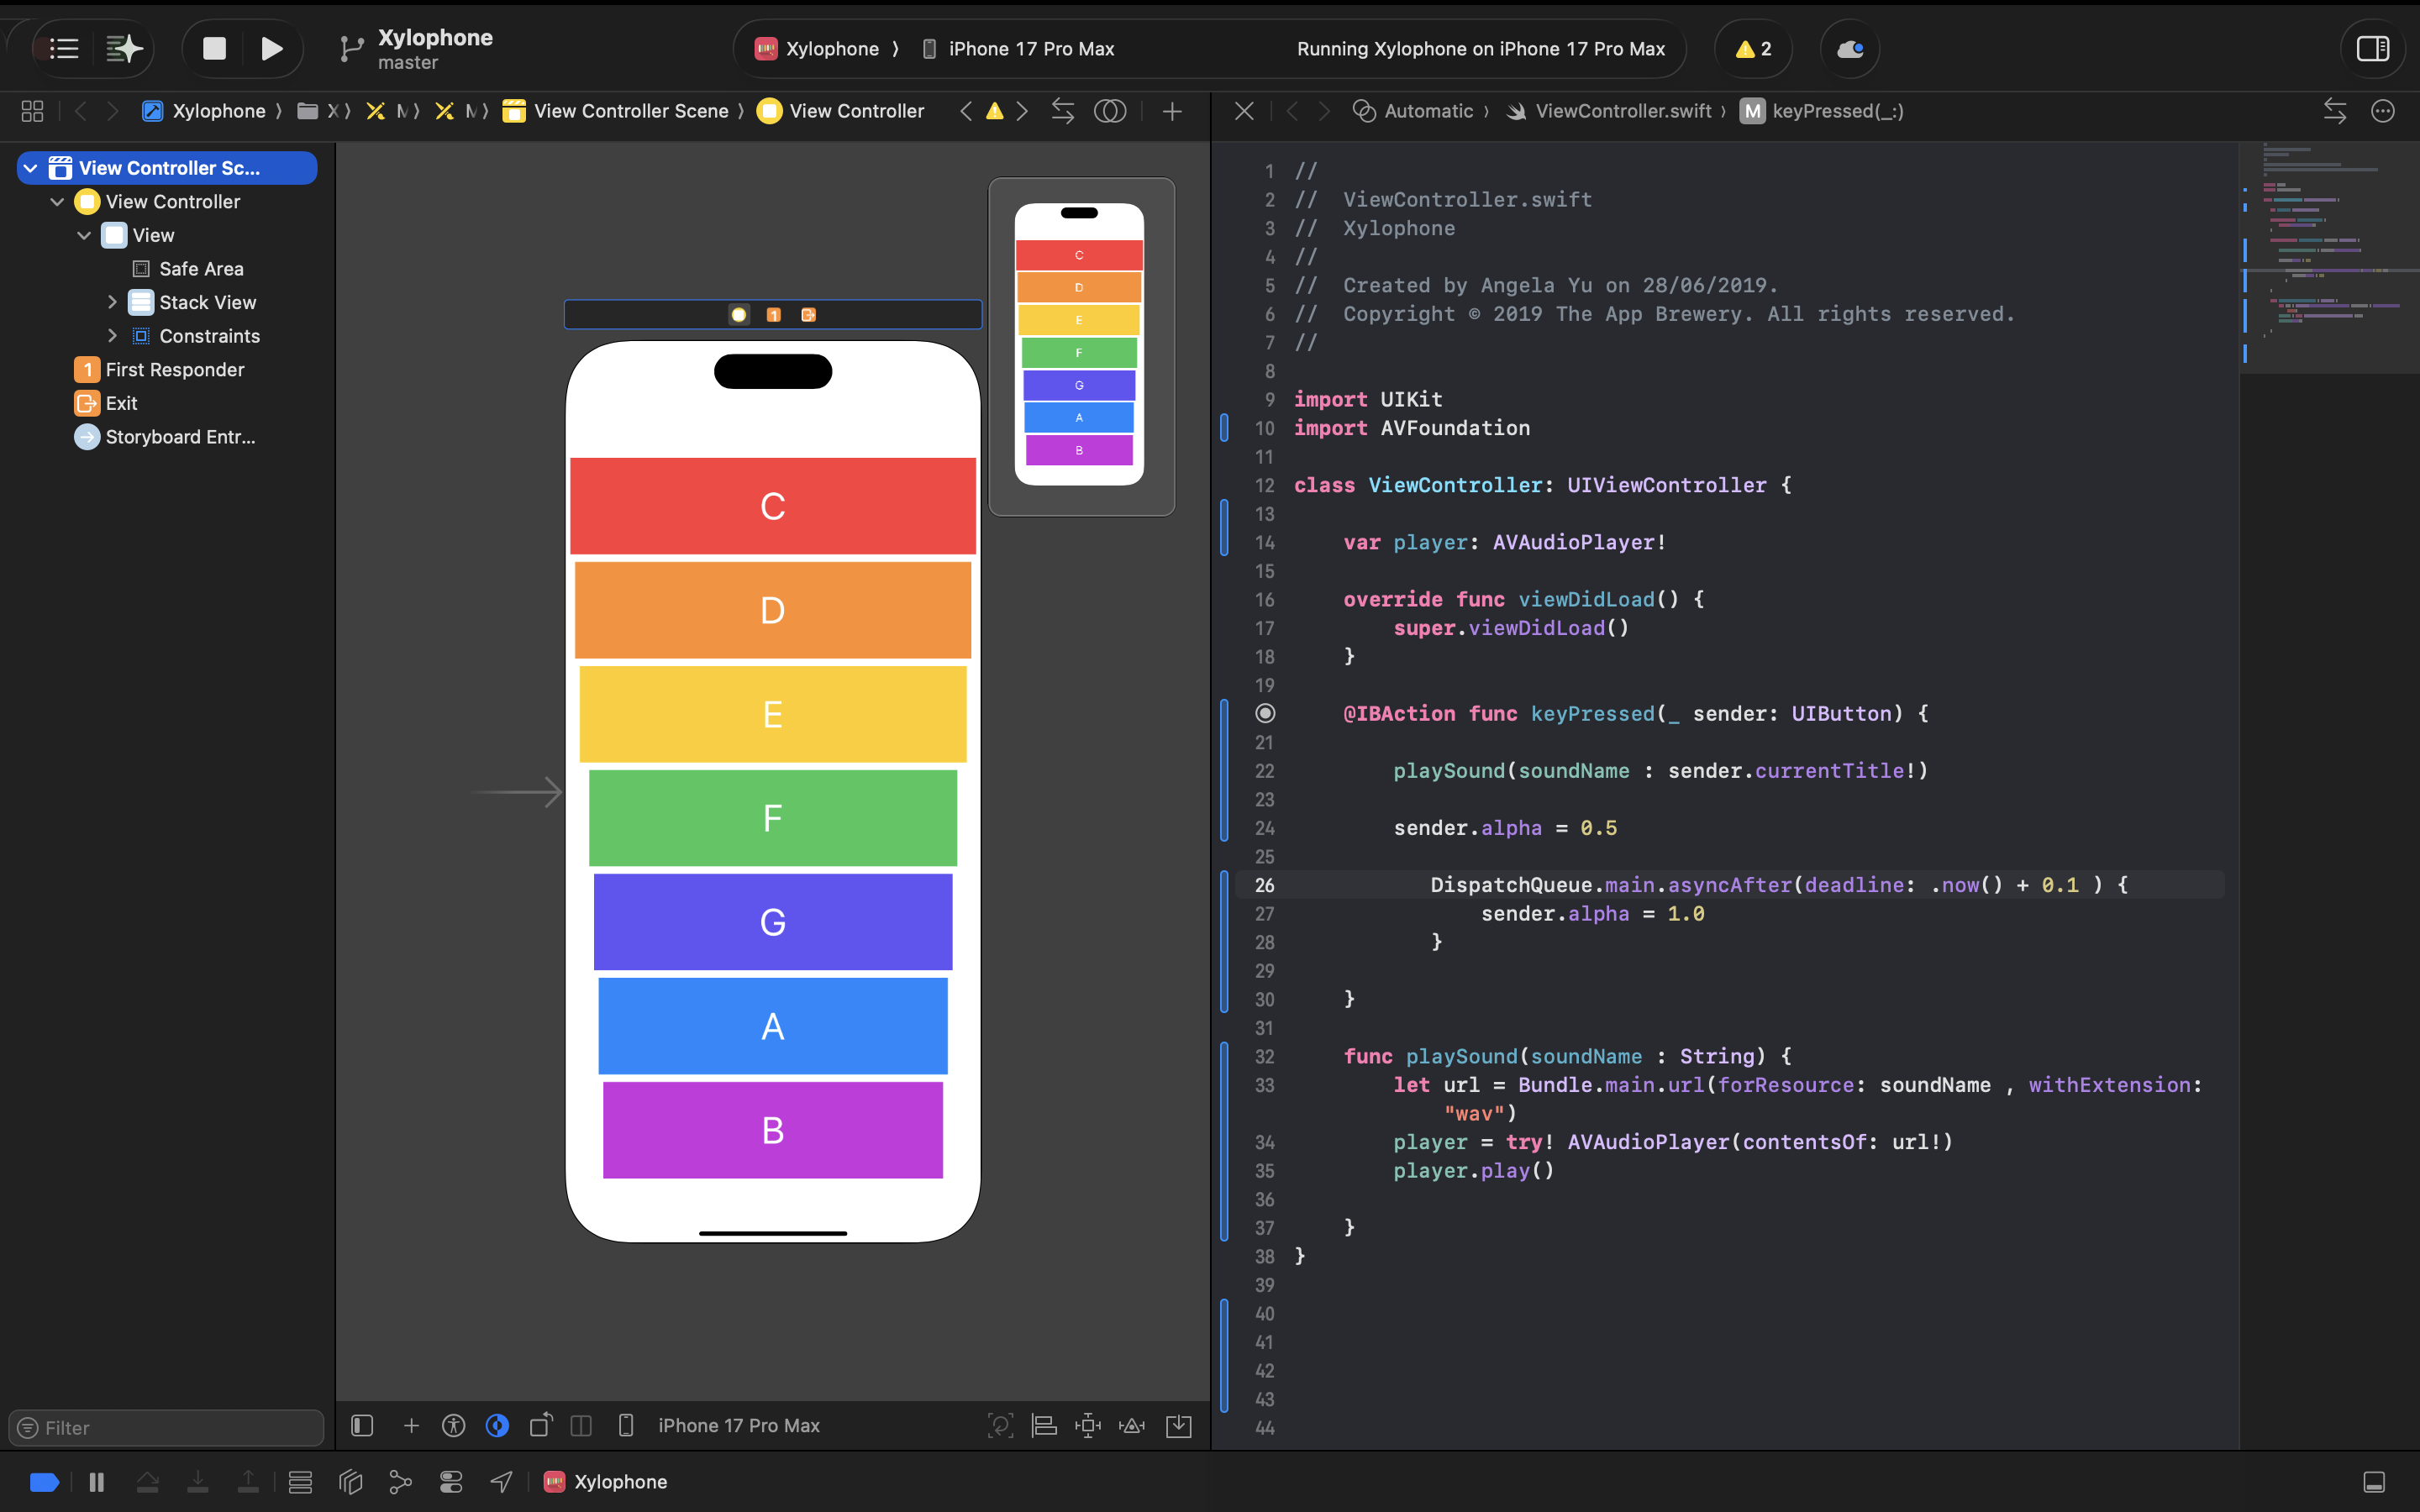 Xylophone
master
Xylophone 〉 iPhone 17 Pro Max
Running Xylophone on iPhone 17 Pro Max
2
Xylophone 〉 X 〉 M 〉 M 〉 View Controller Scene 〉 View Controller
Automatic 〉 ViewController.swift 〉 M keyPressed(_:)
View Controller Sc...
View Controller
View
Safe Area
Stack View
Constraints
1 First Responder
Exit
Storyboard Entr...
Filter
1
C
D
E
F
G
A
B
C
D
E
F
G
A
B
iPhone 17 Pro Max
1 //
2 //  ViewController.swift
3 //  Xylophone
4 //
5 //  Created by Angela Yu on 28/06/2019.
6 //  Copyright © 2019 The App Brewery. All rights reserved.
7 //
8
9 import UIKit
10 import AVFoundation
11
12 class ViewController: UIViewController {
13
14     var player: AVAudioPlayer!
15
16     override func viewDidLoad() {
17         super.viewDidLoad()
18     }
19
@IBAction func keyPressed(_ sender: UIButton) {
21
22         playSound(soundName : sender.currentTitle!)
23
24         sender.alpha = 0.5
25
26            DispatchQueue.main.asyncAfter(deadline: .now() + 0.1 ) {
27                sender.alpha = 1.0
28            }
29
30     }
31
32     func playSound(soundName : String) {
33         let url = Bundle.main.url(forResource: soundName , withExtension:
"wav")
34         player = try! AVAudioPlayer(contentsOf: url!)
35         player.play()
36
37     }
38 }
39
40
41
42
43
44
Xylophone